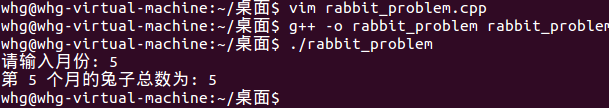 whg@whg-virtual-machine:~/桌面$ vim rabbit_problem.cpp
whg@whg-virtual-machine:~/桌面$ g++ -o rabbit_problem rabbit_problem
whg@whg-virtual-machine:~/桌面$ ./rabbit_problem
请输入月份: 5
第 5 个月的兔子总数为: 5
whg@whg-virtual-machine:~/桌面$